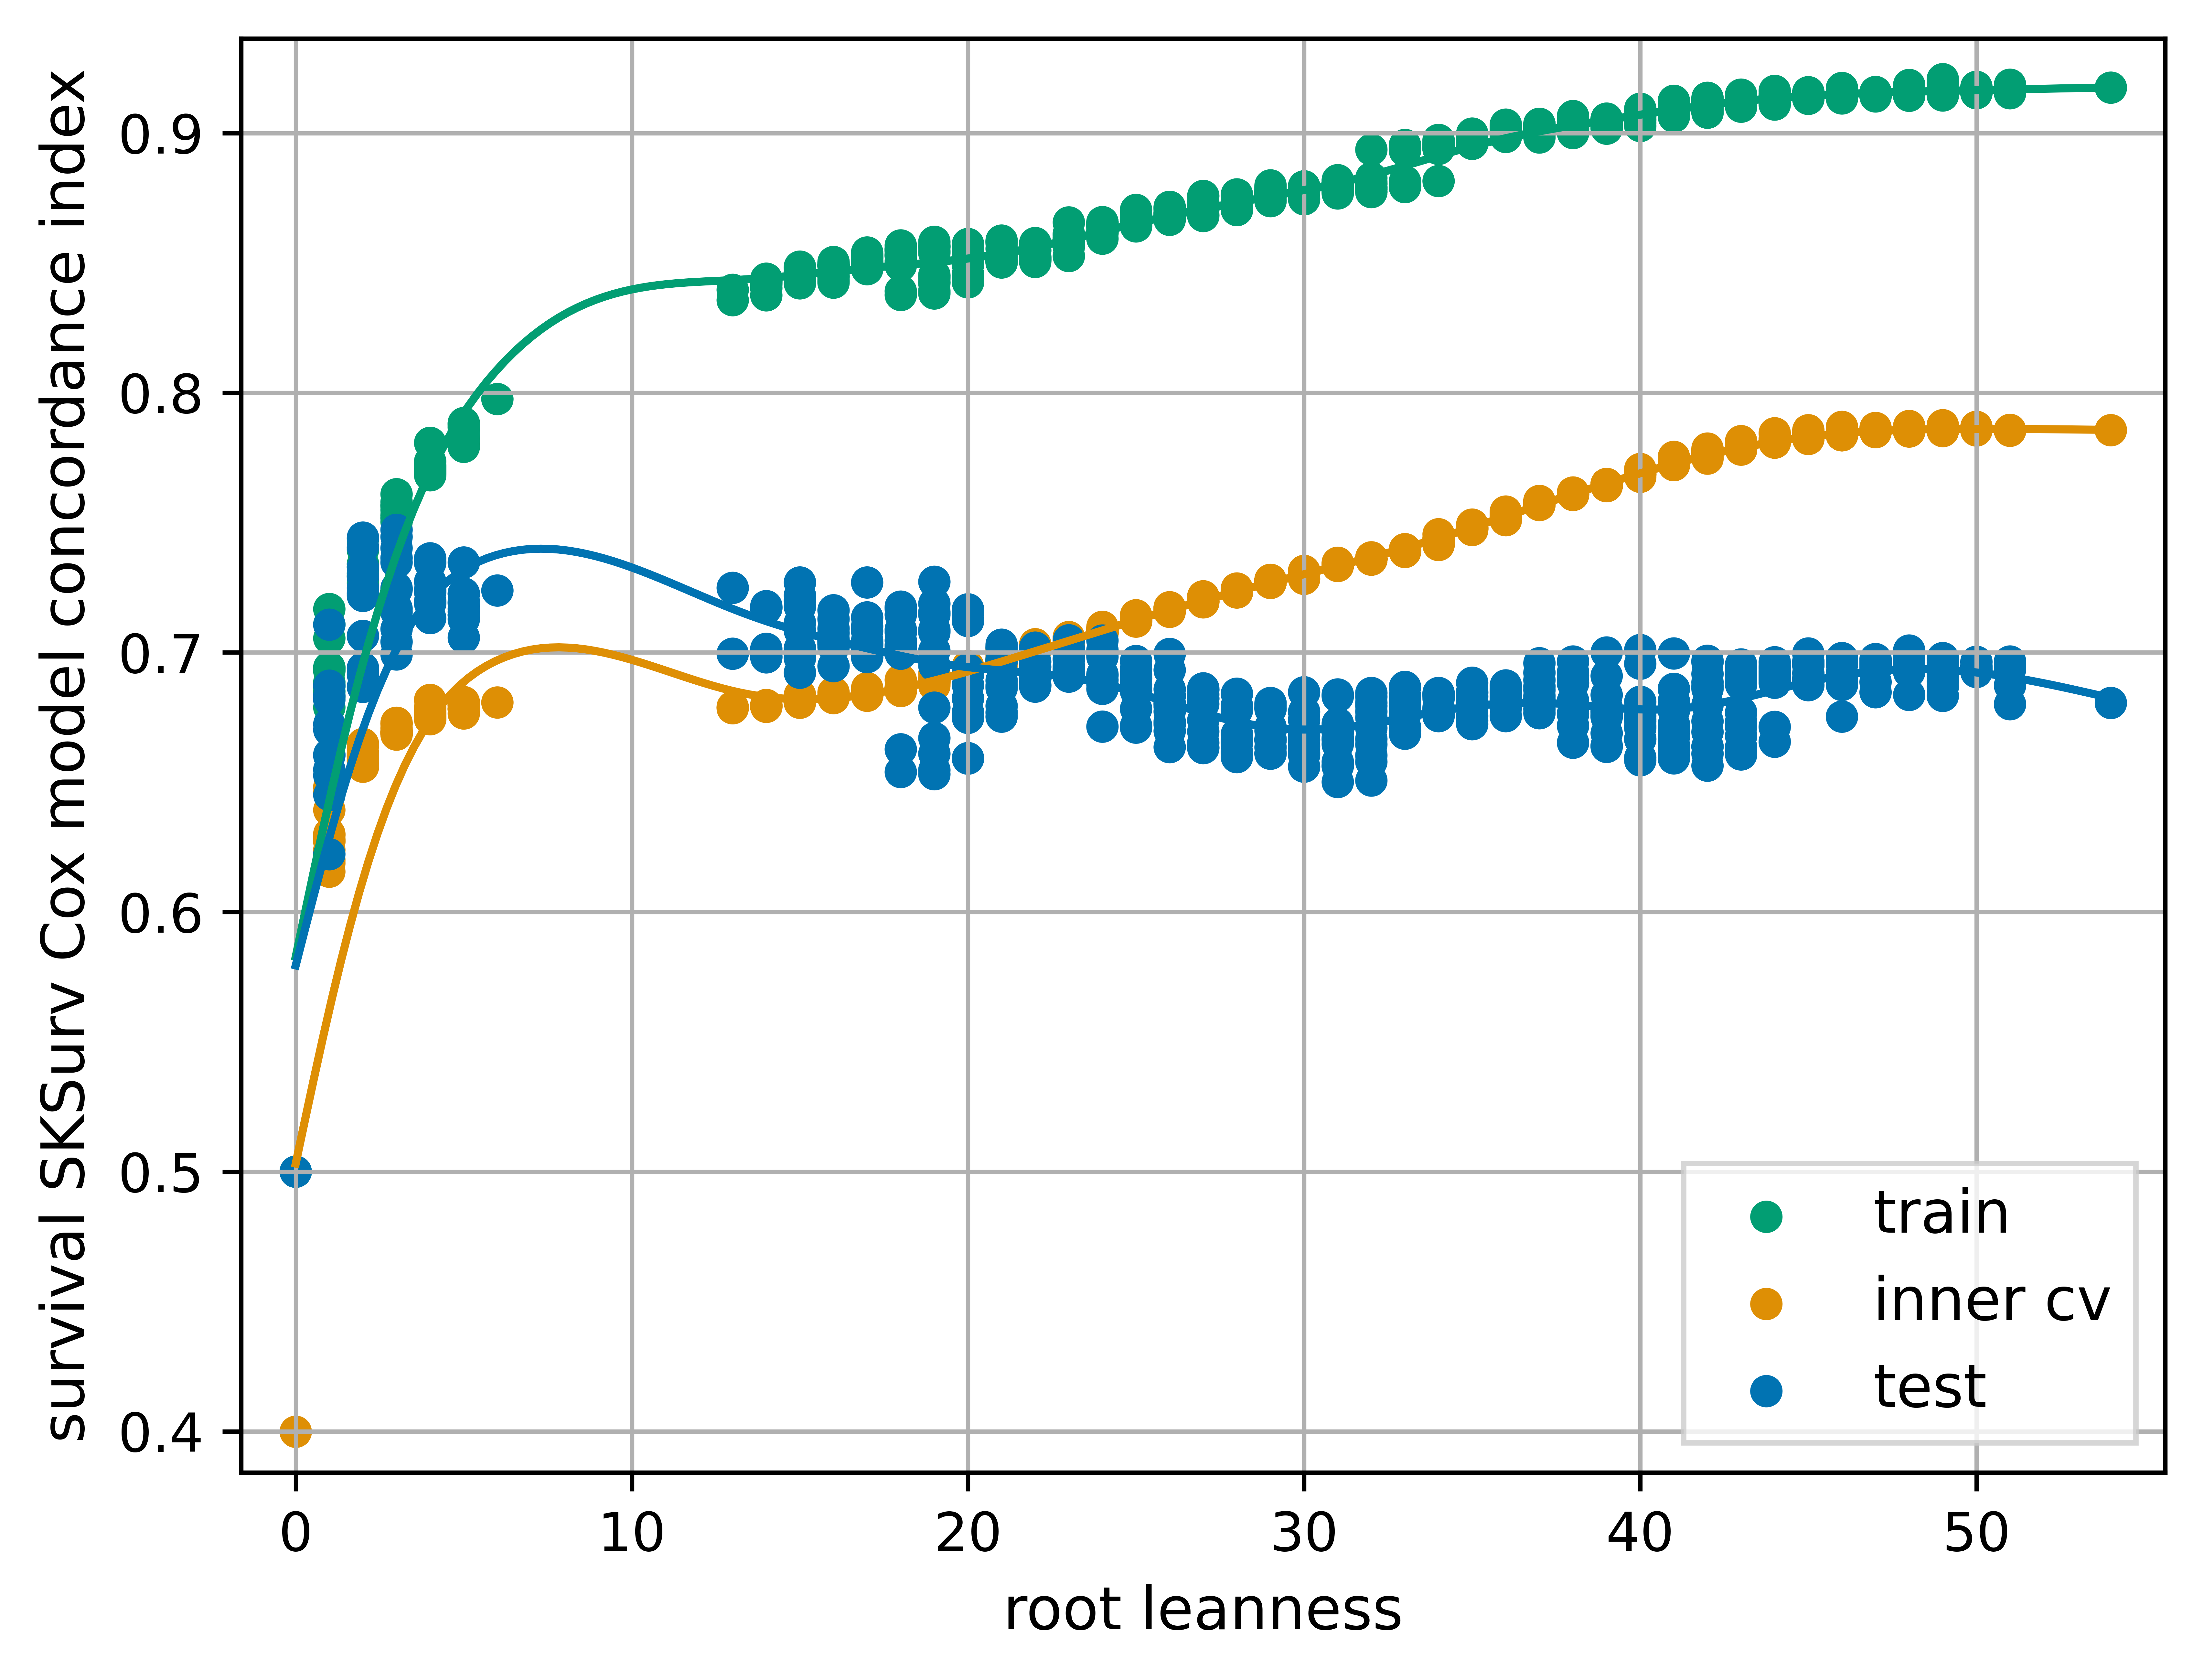 survival SKSurv Cox model concordance index
0.9
0.8
0.7
0.6
0.5
0.4
0 10 20 30 40 50
root leanness
train
inner cv
test